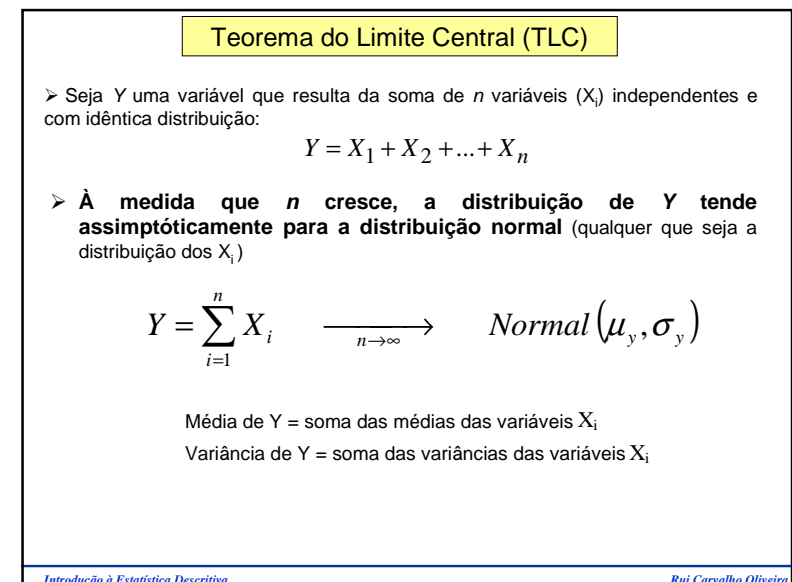 Teorema do Limite Central (TLC)
➢ Seja Y uma variável que resulta da soma de n variáveis (Xᵢ) independentes e
com idêntica distribuição:
Y = X₁ + X₂ +...+ Xₙ
➢ À medida que n cresce, a distribuição de Y tende
assimptóticamente para a distribuição normal (qualquer que seja a
distribuição dos Xᵢ)
Y = ∑ᵢ₌₁ⁿ Xᵢ ⟶ n→∞ Normal(μ_y, σ_y)
Média de Y = soma das médias das variáveis Xᵢ
Variância de Y = soma das variâncias das variáveis Xᵢ
Introdução à Estatística Descritiva Rui Carvalho Oliveira